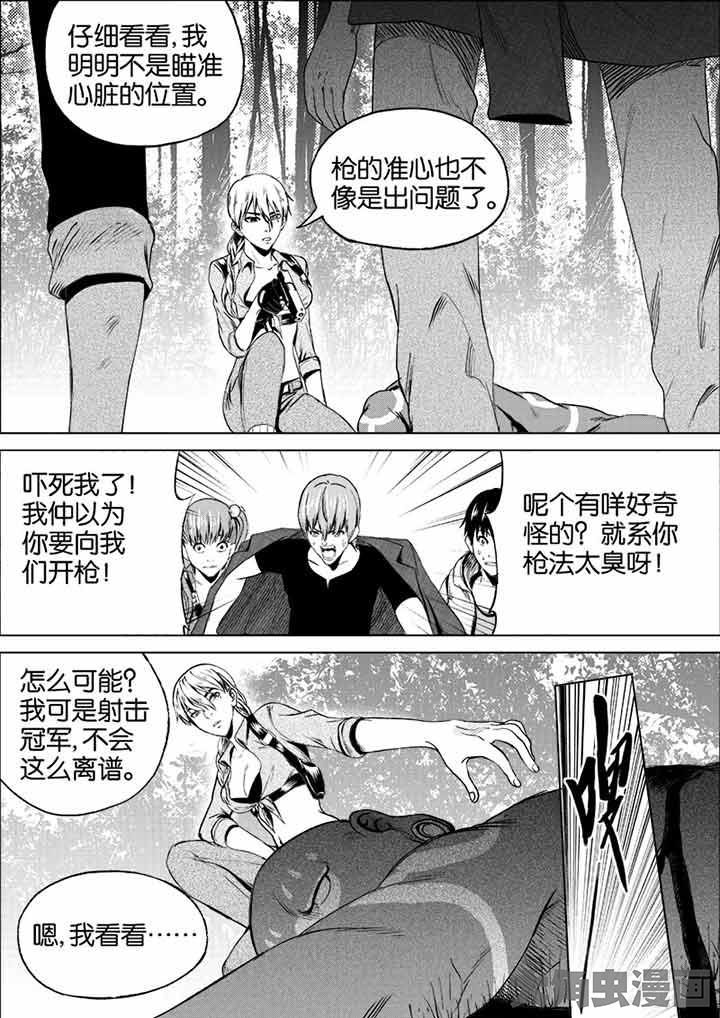 仔细看看,我
明明不是瞄准
心脏的位置。
枪的准心也不
像是出问题了。
吓死我了!
我仲以为
你要向我
们开枪!
呢个有咩好奇
怪的?就系你
枪法太臭呀!
怎么可能?
我可是射击
冠军,不会
这么离谱。
嗯,我看看……
虫漫画